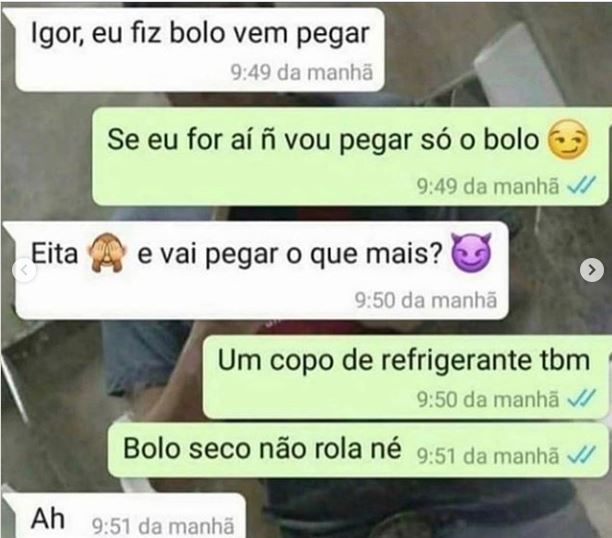 Igor, eu fiz bolo vem pegar
9:49 da manhã
Se eu for aí ñ vou pegar só o bolo 😏
9:49 da manhã
Eita 🙈 e vai pegar o que mais? 😈
9:50 da manhã
Um copo de refrigerante tbm
9:50 da manhã
Bolo seco não rola né 9:51 da manhã
Ah 9:51 da manhã